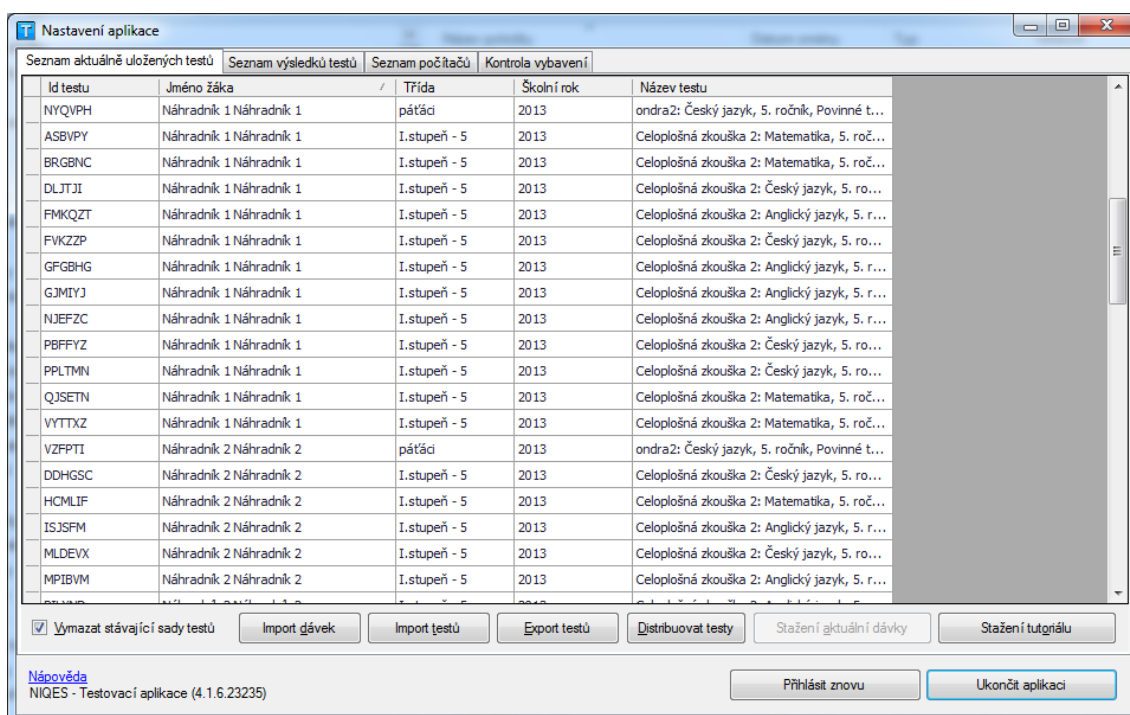 Nastavení aplikace
Seznam aktuálně uložených testů Seznam výsledků testů Seznam počítačů Kontrola vybavení
Id testu Jméno žáka Třída Školní rok Název testu
NYQVPH Náhradník 1 Náhradník 1 páťáci 2013 ondra2: Český jazyk, 5. ročník, Povinné t...
ASBVPY Náhradník 1 Náhradník 1 I.stupeň - 5 2013 Celoplošná zkouška 2: Matematika, 5. roč...
BRGBNC Náhradník 1 Náhradník 1 I.stupeň - 5 2013 Celoplošná zkouška 2: Matematika, 5. roč...
DLJTJI Náhradník 1 Náhradník 1 I.stupeň - 5 2013 Celoplošná zkouška 2: Český jazyk, 5. ro...
FMKQZT Náhradník 1 Náhradník 1 I.stupeň - 5 2013 Celoplošná zkouška 2: Anglický jazyk, 5. r...
FVKZZP Náhradník 1 Náhradník 1 I.stupeň - 5 2013 Celoplošná zkouška 2: Český jazyk, 5. ro...
GFGBHG Náhradník 1 Náhradník 1 I.stupeň - 5 2013 Celoplošná zkouška 2: Anglický jazyk, 5. r...
GJMIYJ Náhradník 1 Náhradník 1 I.stupeň - 5 2013 Celoplošná zkouška 2: Anglický jazyk, 5. r...
NJEFZC Náhradník 1 Náhradník 1 I.stupeň - 5 2013 Celoplošná zkouška 2: Anglický jazyk, 5. r...
PBFFYZ Náhradník 1 Náhradník 1 I.stupeň - 5 2013 Celoplošná zkouška 2: Český jazyk, 5. ro...
PPLTMN Náhradník 1 Náhradník 1 I.stupeň - 5 2013 Celoplošná zkouška 2: Český jazyk, 5. ro...
QJSETN Náhradník 1 Náhradník 1 I.stupeň - 5 2013 Celoplošná zkouška 2: Matematika, 5. roč...
VYTTXZ Náhradník 1 Náhradník 1 I.stupeň - 5 2013 Celoplošná zkouška 2: Matematika, 5. roč...
VZFPTI Náhradník 2 Náhradník 2 páťáci 2013 ondra2: Český jazyk, 5. ročník, Povinné t...
DDHGSC Náhradník 2 Náhradník 2 I.stupeň - 5 2013 Celoplošná zkouška 2: Český jazyk, 5. ro...
HCMLIF Náhradník 2 Náhradník 2 I.stupeň - 5 2013 Celoplošná zkouška 2: Matematika, 5. roč...
ISJSFM Náhradník 2 Náhradník 2 I.stupeň - 5 2013 Celoplošná zkouška 2: Anglický jazyk, 5. r...
MLDEVX Náhradník 2 Náhradník 2 I.stupeň - 5 2013 Celoplošná zkouška 2: Český jazyk, 5. ro...
MPIBVM Náhradník 2 Náhradník 2 I.stupeň - 5 2013 Celoplošná zkouška 2: Anglický jazyk, 5. r...
Vymazat stávající sady testů Import dávek Import testů Export testů Distribuovat testy Stažení aktuální dávky Stažení tutoriálu
Nápověda
NIQES - Testovací aplikace (4.1.6.23235)
Přihlásit znovu Ukončit aplikaci